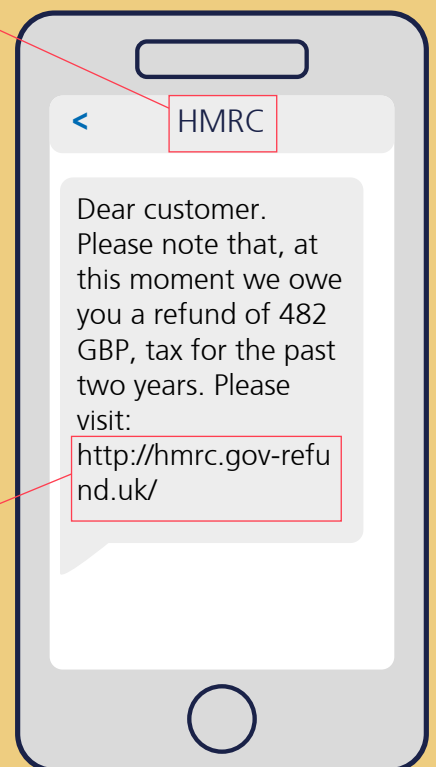 < HMRC
Dear customer.
Please note that, at
this moment we owe
you a refund of 482
GBP, tax for the past
two years. Please
visit:
http://hmrc.gov-refu
nd.uk/